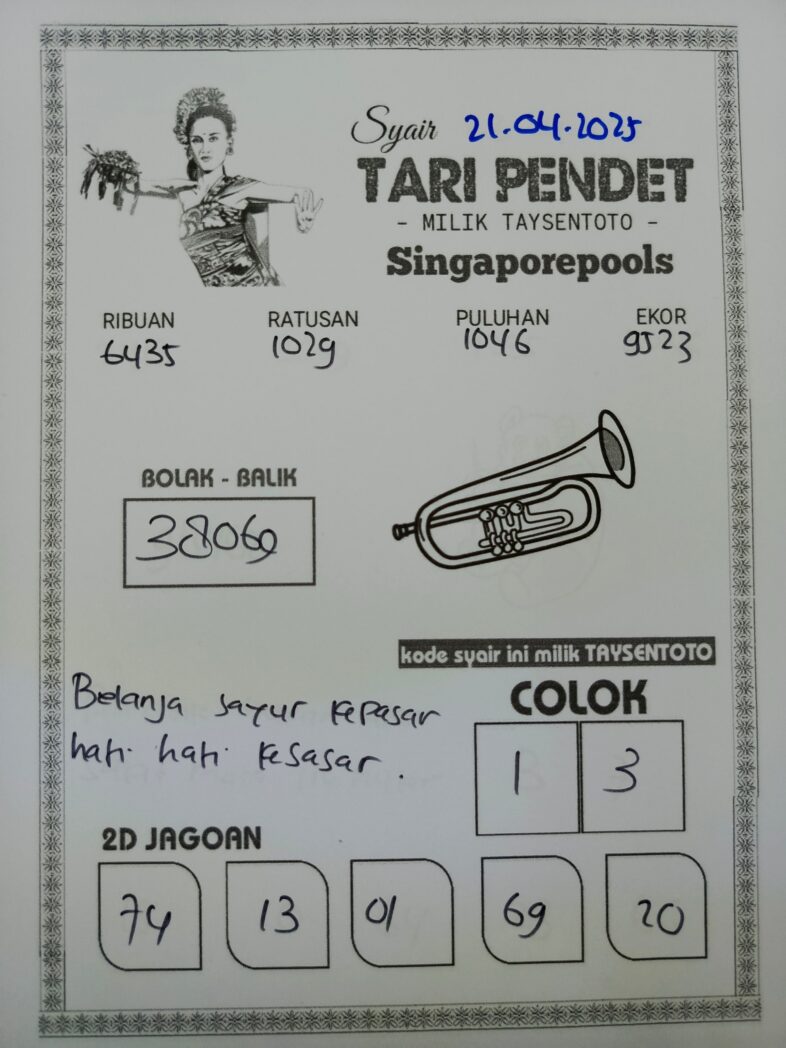 Syair 21.04.2025
TARI PENDET
- MILIK TAYSENTOTO -
Singaporepools
RIBUAN RATUSAN PULUHAN EKOR
6435 1029 1046 9523
BOLAK - BALIK
38069
kode syair ini milik TAYSENTOTO
Belanja sayur kepasar
hati hati kesasar.
COLOK
1 3
2D JAGOAN
74 13 01 69 20